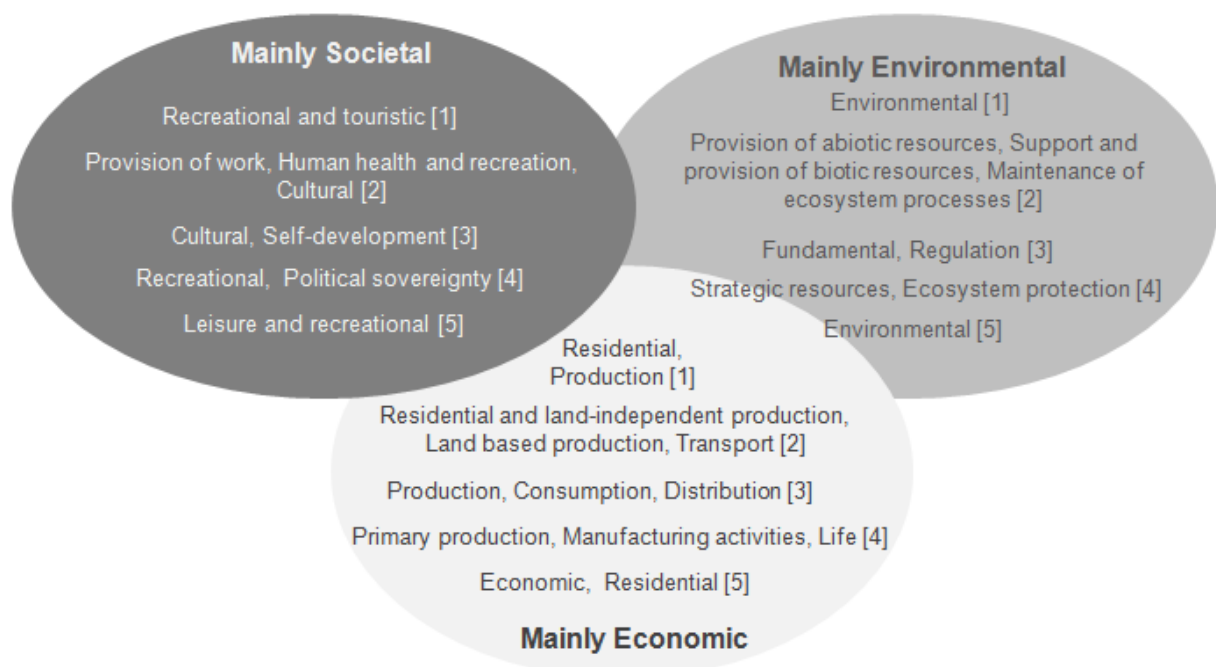 Mainly Societal
Recreational and touristic [1]
Provision of work, Human health and recreation,
Cultural [2]
Cultural, Self-development [3]
Recreational, Political sovereignty [4]
Leisure and recreational [5]
Mainly Environmental
Environmental [1]
Provision of abiotic resources, Support and
provision of biotic resources, Maintenance of
ecosystem processes [2]
Fundamental, Regulation [3]
Strategic resources, Ecosystem protection [4]
Environmental [5]
Residential,
Production [1]
Residential and land-independent production,
Land based production, Transport [2]
Production, Consumption, Distribution [3]
Primary production, Manufacturing activities, Life [4]
Economic, Residential [5]
Mainly Economic